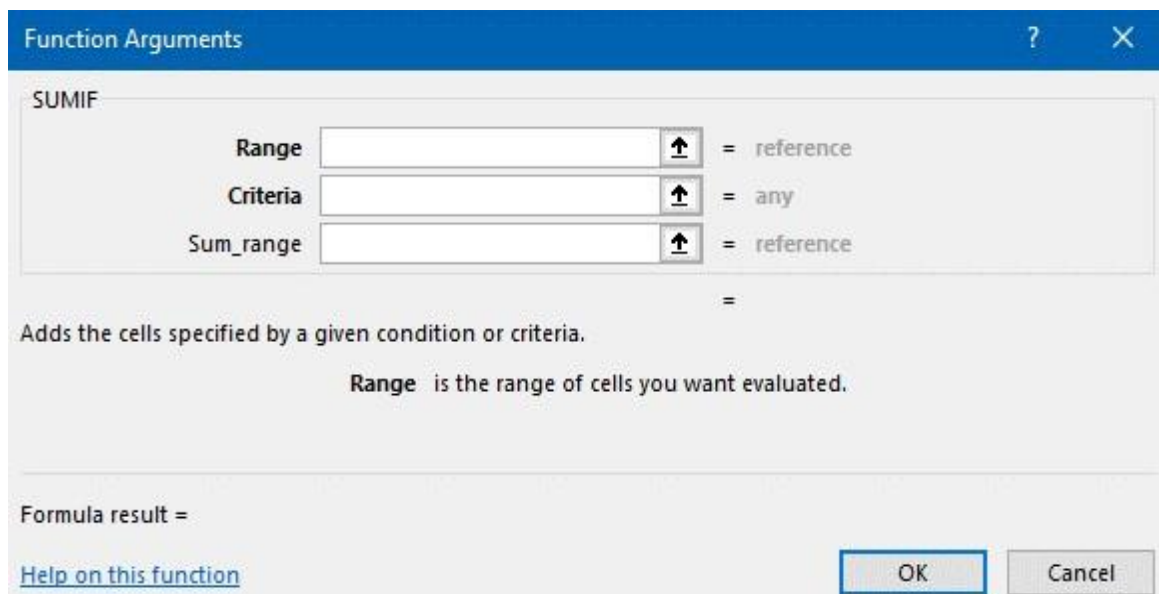 Function Arguments ? ×
SUMIF
Range = reference
Criteria = any
Sum_range = reference
=
Adds the cells specified by a given condition or criteria.
Range is the range of cells you want evaluated.
Formula result =
Help on this function OK Cancel